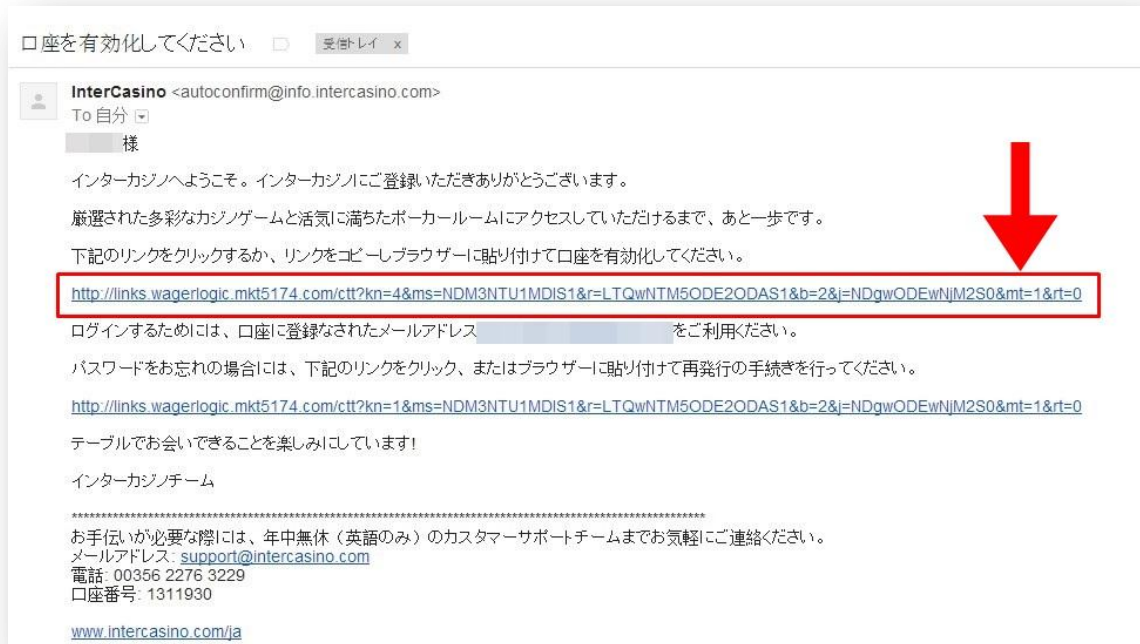 口座を有効化してください 受信トレイ x
InterCasino <autoconfirm@info.intercasino.com>
To 自分
様
インターカジノへようこそ。インターカジノにご登録いただきありがとうございます。
厳選された多彩なカジノゲームと活気に満ちたポーカールームにアクセスしていただけるまで、あと一歩です。
下記のリンクをクリックするか、リンクをコピーしブラウザーに貼り付けて口座を有効化してください。
http://links.wagerlogic.mkt5174.com/ctt?kn=4&ms=NDM3NTU1MDIS1&r=LTQwNTM5ODE2ODAS1&b=2&j=NDgwODEwNjM2S0&mt=1&rt=0
ログインするためには、口座に登録なされたメールアドレス をご利用ください。
パスワードをお忘れの場合には、下記のリンクをクリック、またはブラウザーに貼り付けて再発行の手続きを行ってください。
http://links.wagerlogic.mkt5174.com/ctt?kn=1&ms=NDM3NTU1MDIS1&r=LTQwNTM5ODE2ODAS1&b=2&j=NDgwODEwNjM2S0&mt=1&rt=0
テーブルでお会いできることを楽しみにしています!
インターカジノチーム
************************************************************************************************************
お手伝いが必要な際には、年中無休（英語のみ）のカスタマーサポートチームまでお気軽にご連絡ください。
メールアドレス: support@intercasino.com
電話: 00356 2276 3229
口座番号: 1311930
www.intercasino.com/ja